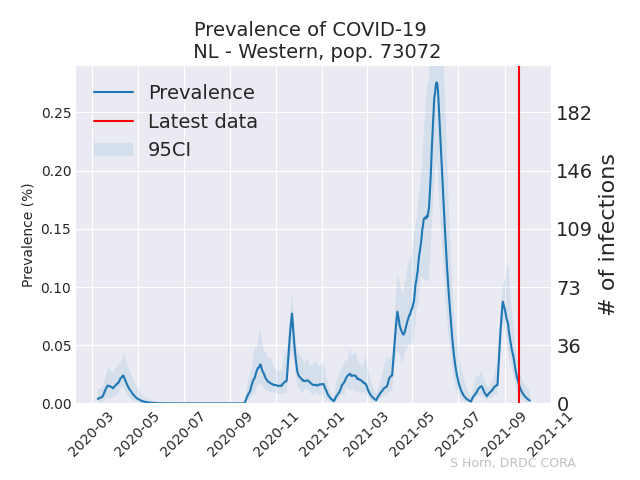 Prevalence of COVID-19
NL - Western, pop. 73072
Prevalence
Latest data
95CI
Prevalence (%)
0.25
0.20
0.15
0.10
0.05
0.00
182
146
109
73
36
0
# of infections
2020-03
2020-05
2020-07
2020-09
2020-11
2021-01
2021-03
2021-05
2021-07
2021-09
2021-11
S Horn, DRDC CORA